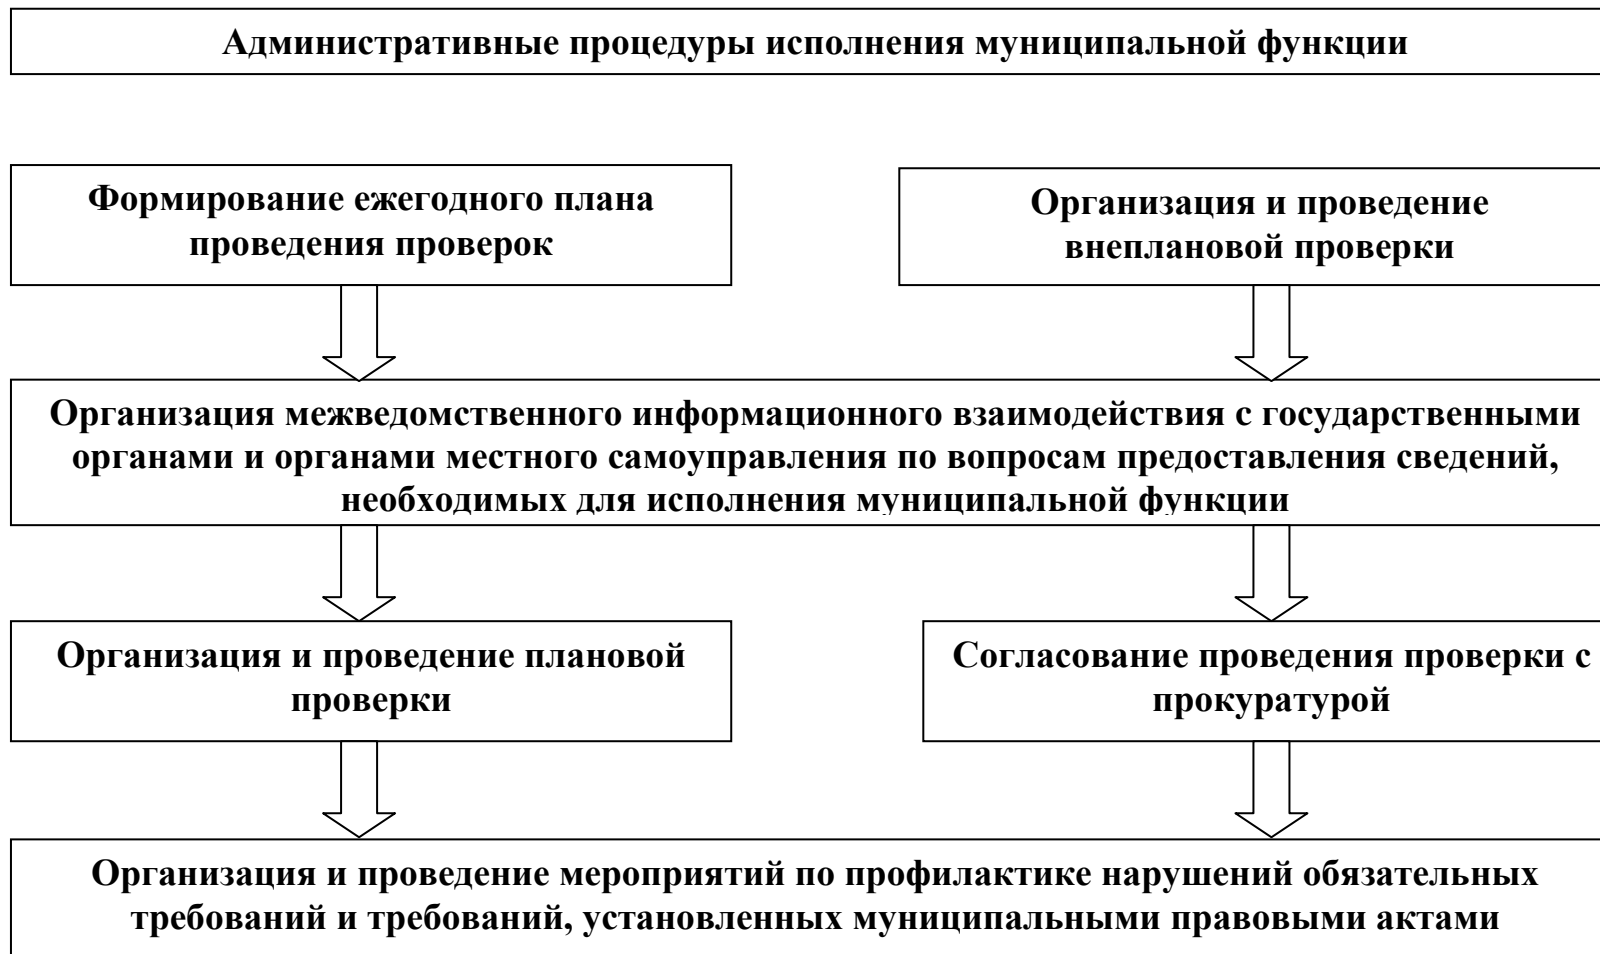 Административные процедуры исполнения муниципальной функции
Формирование ежегодного плана
проведения проверок
Организация и проведение
внеплановой проверки
Организация межведомственного информационного взаимодействия с государственными
органами и органами местного самоуправления по вопросам предоставления сведений,
необходимых для исполнения муниципальной функции
Организация и проведение плановой
проверки
Согласование проведения проверки с
прокуратурой
Организация и проведение мероприятий по профилактике нарушений обязательных
требований и требований, установленных муниципальными правовыми актами